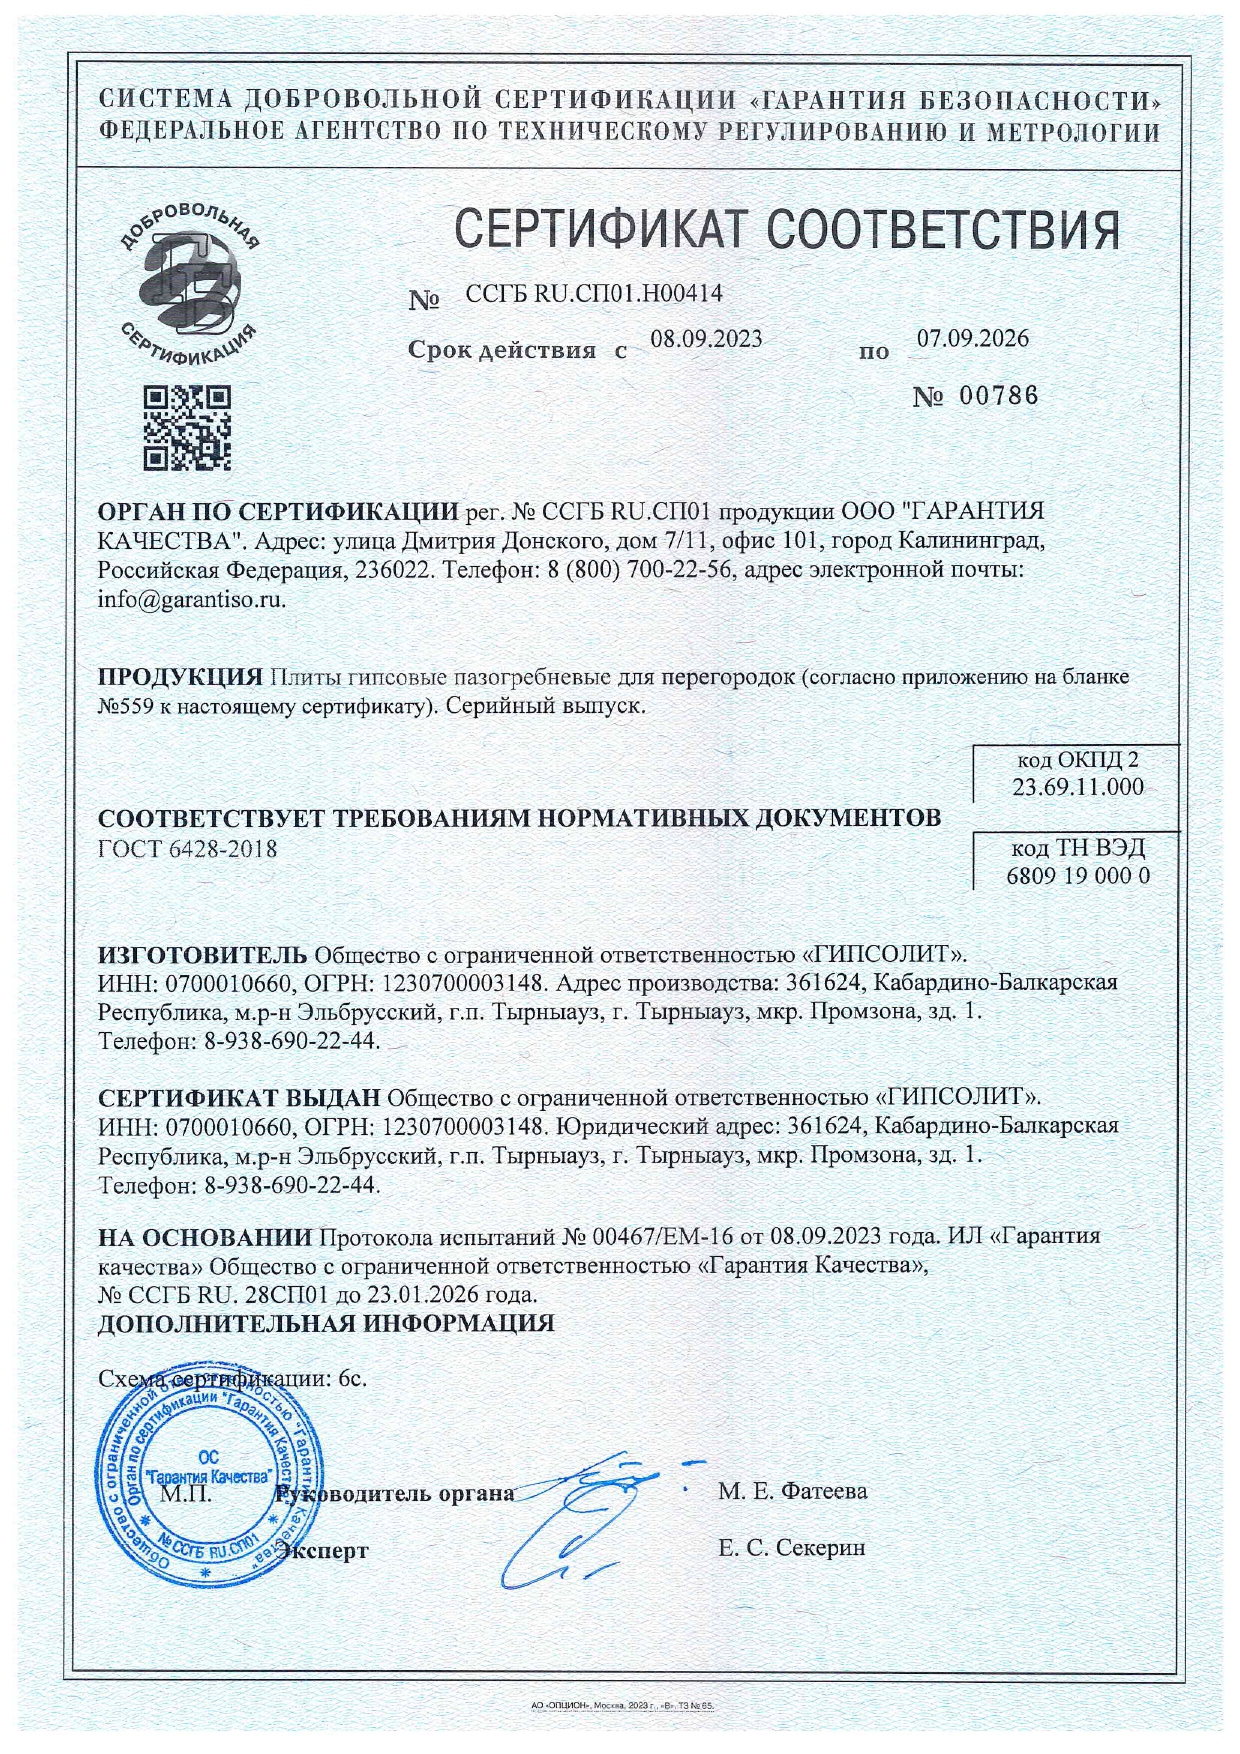 СИСТЕМА ДОБРОВОЛЬНОЙ СЕРТИФИКАЦИИ «ГАРАНТИЯ БЕЗОПАСНОСТИ»
ФЕДЕРАЛЬНОЕ АГЕНТСТВО ПО ТЕХНИЧЕСКОМУ РЕГУЛИРОВАНИЮ И МЕТРОЛОГИИ
ДОБРОВОЛЬНАЯ
СЕРТИФИКАЦИЯ
СЕРТИФИКАТ СООТВЕТСТВИЯ
№ ССГБ RU.СП01.Н00414
Срок действия с 08.09.2023 по 07.09.2026
№ 00786
ОРГАН ПО СЕРТИФИКАЦИИ рег. № ССГБ RU.СП01 продукции ООО "ГАРАНТИЯ
КАЧЕСТВА". Адрес: улица Дмитрия Донского, дом 7/11, офис 101, город Калининград,
Российская Федерация, 236022. Телефон: 8 (800) 700-22-56, адрес электронной почты:
info@garantiso.ru.
ПРОДУКЦИЯ Плиты гипсовые пазогребневые для перегородок (согласно приложению на бланке
№559 к настоящему сертификату). Серийный выпуск.
код ОКПД 2
23.69.11.000
СООТВЕТСТВУЕТ ТРЕБОВАНИЯМ НОРМАТИВНЫХ ДОКУМЕНТОВ
ГОСТ 6428-2018
код ТН ВЭД
6809 19 000 0
ИЗГОТОВИТЕЛЬ Общество с ограниченной ответственностью «ГИПСОЛИТ».
ИНН: 0700010660, ОГРН: 1230700003148. Адрес производства: 361624, Кабардино-Балкарская
Республика, м.р-н Эльбрусский, г.п. Тырныауз, г. Тырныауз, мкр. Промзона, зд. 1.
Телефон: 8-938-690-22-44.
СЕРТИФИКАТ ВЫДАН Общество с ограниченной ответственностью «ГИПСОЛИТ».
ИНН: 0700010660, ОГРН: 1230700003148. Юридический адрес: 361624, Кабардино-Балкарская
Республика, м.р-н Эльбрусский, г.п. Тырныауз, г. Тырныауз, мкр. Промзона, зд. 1.
Телефон: 8-938-690-22-44.
НА ОСНОВАНИИ Протокола испытаний № 00467/ЕМ-16 от 08.09.2023 года. ИЛ «Гарантия
качества» Общество с ограниченной ответственностью «Гарантия Качества»,
№ ССГБ RU. 28СП01 до 23.01.2026 года.
ДОПОЛНИТЕЛЬНАЯ ИНФОРМАЦИЯ
Схема сертификации: 6с.
Общество с ограниченной ответственностью "Гарантия Качества"
Орган по сертификации "Гарантия Качества"
ОС
"Гарантия Качества"
№ ССГБ RU.СП01
М.П. Руководитель органа М. Е. Фатеева
Эксперт Е. С. Секерин
АО «ОПЦИОН», Москва, 2023 г., «В». ТЗ № 65.